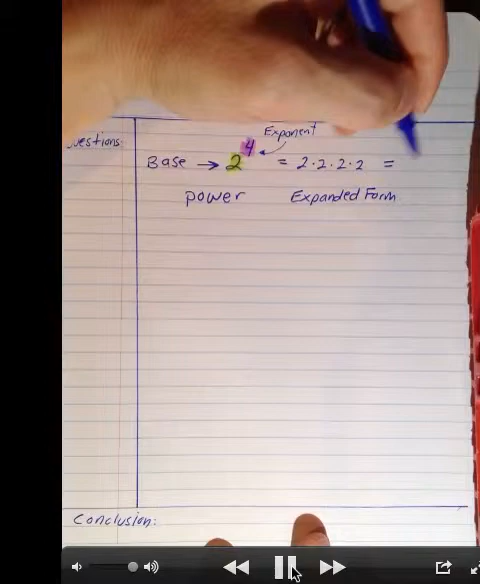 uestions:
Exponent
Base → 2⁴ = 2·2·2·2 =
power Expanded Form
Conclusion: